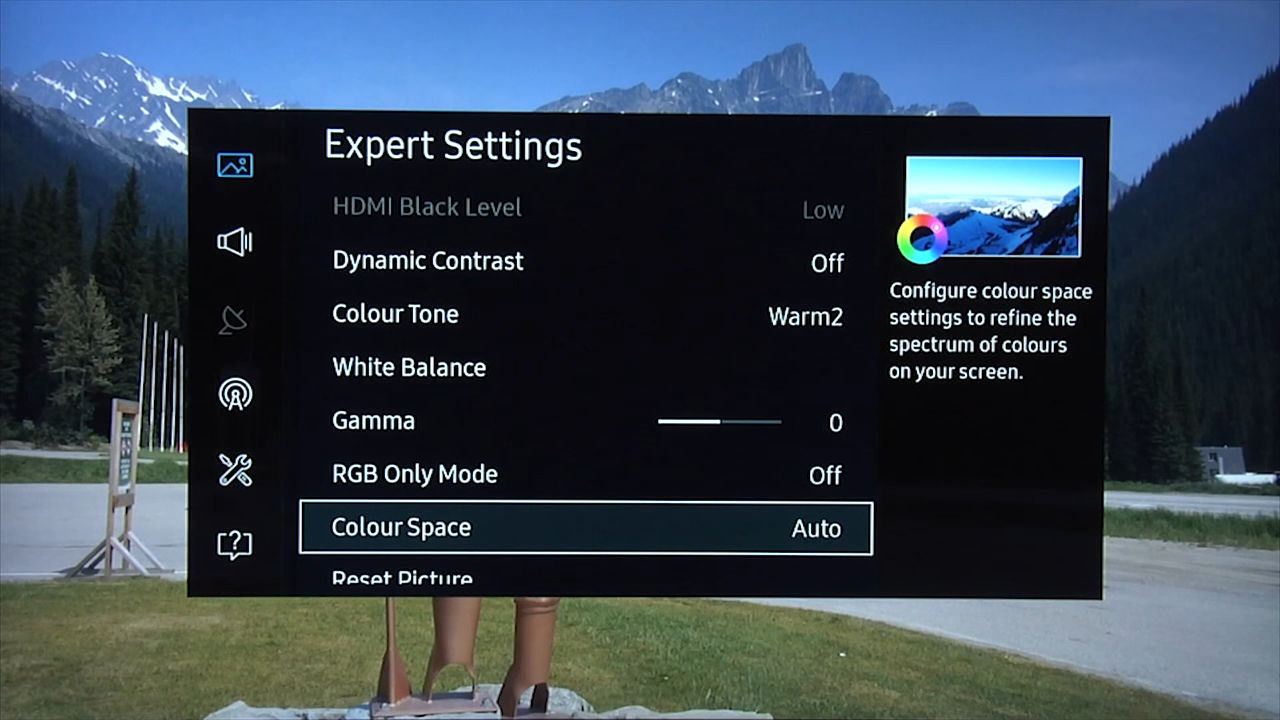 Expert Settings
HDMI Black Level Low
Dynamic Contrast Off
Colour Tone Warm2
White Balance
Gamma 0
RGB Only Mode Off
Colour Space Auto
Reset Picture
Configure colour space
settings to refine the
spectrum of colours
on your screen.
?